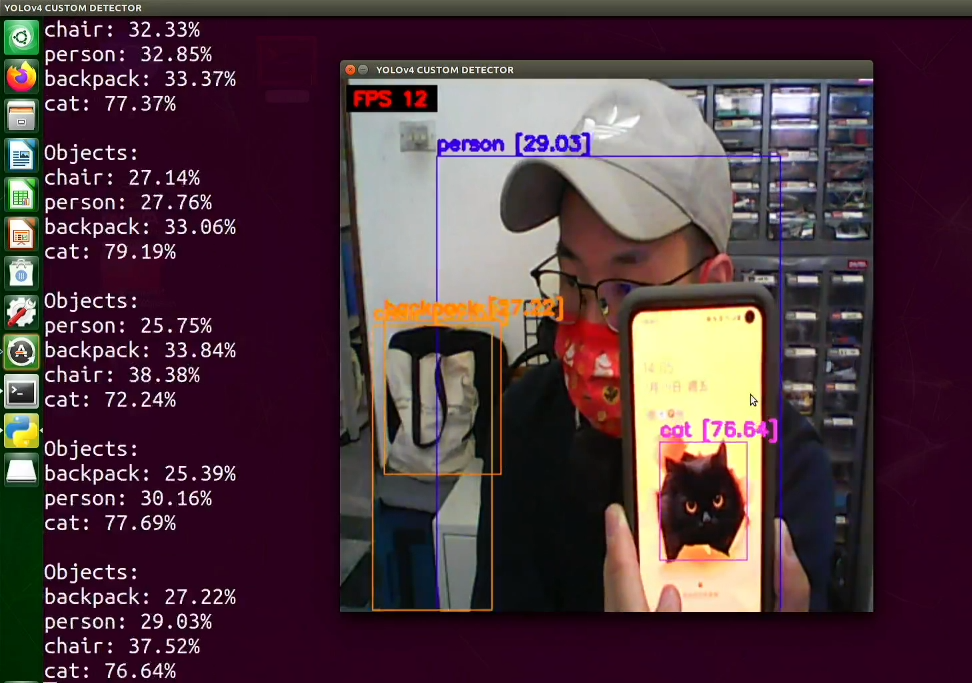 YOLOv4 CUSTOM DETECTOR
chair: 32.33%
person: 32.85%
backpack: 33.37%
cat: 77.37%
Objects:
chair: 27.14%
person: 27.76%
backpack: 33.06%
cat: 79.19%
Objects:
person: 25.75%
backpack: 33.84%
chair: 38.38%
cat: 72.24%
Objects:
backpack: 25.39%
person: 30.16%
cat: 77.69%
Objects:
backpack: 27.22%
person: 29.03%
chair: 37.52%
cat: 76.64%
YOLOv4 CUSTOM DETECTOR
FPS 12
person [29.03]
backpack [27.22]
cat [76.64]